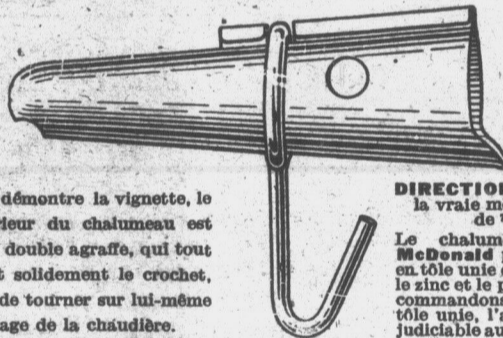 démontre la vignette, le
rieur du chalumeau est
double agraffe, qui tout
t solidement le crochet,
de tourner sur lui-même
age de la chaudière.
DIRECTION
la vraie mé
de
Le chalum
McDonald
en tôle unie
le zinc et le p
commandon
tôle unie, l'a
judiciable au